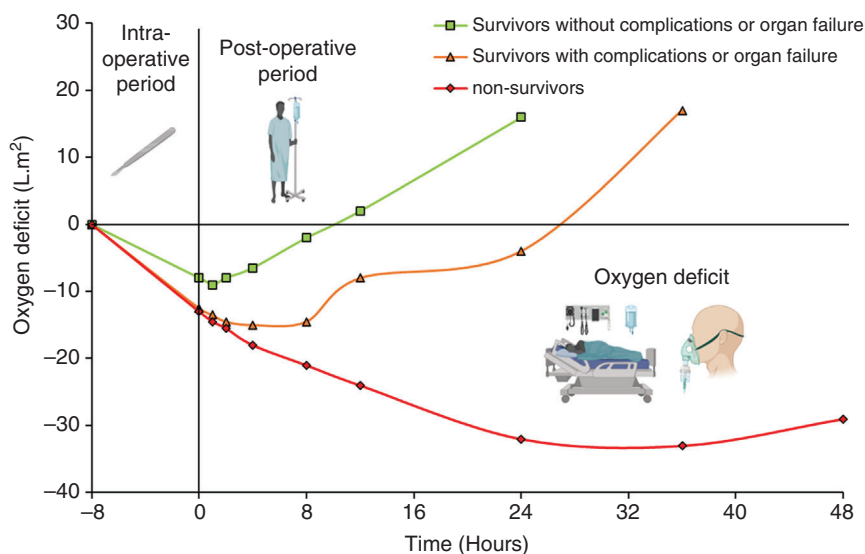 Intra-
operative
period
Post-operative
period
Survivors without complications or organ failure
Survivors with complications or organ failure
non-survivors
Oxygen deficit
Oxygen deficit (L.m²)
30
20
10
0
–10
–20
–30
–40
–8
0
8
16
24
32
40
48
Time (Hours)